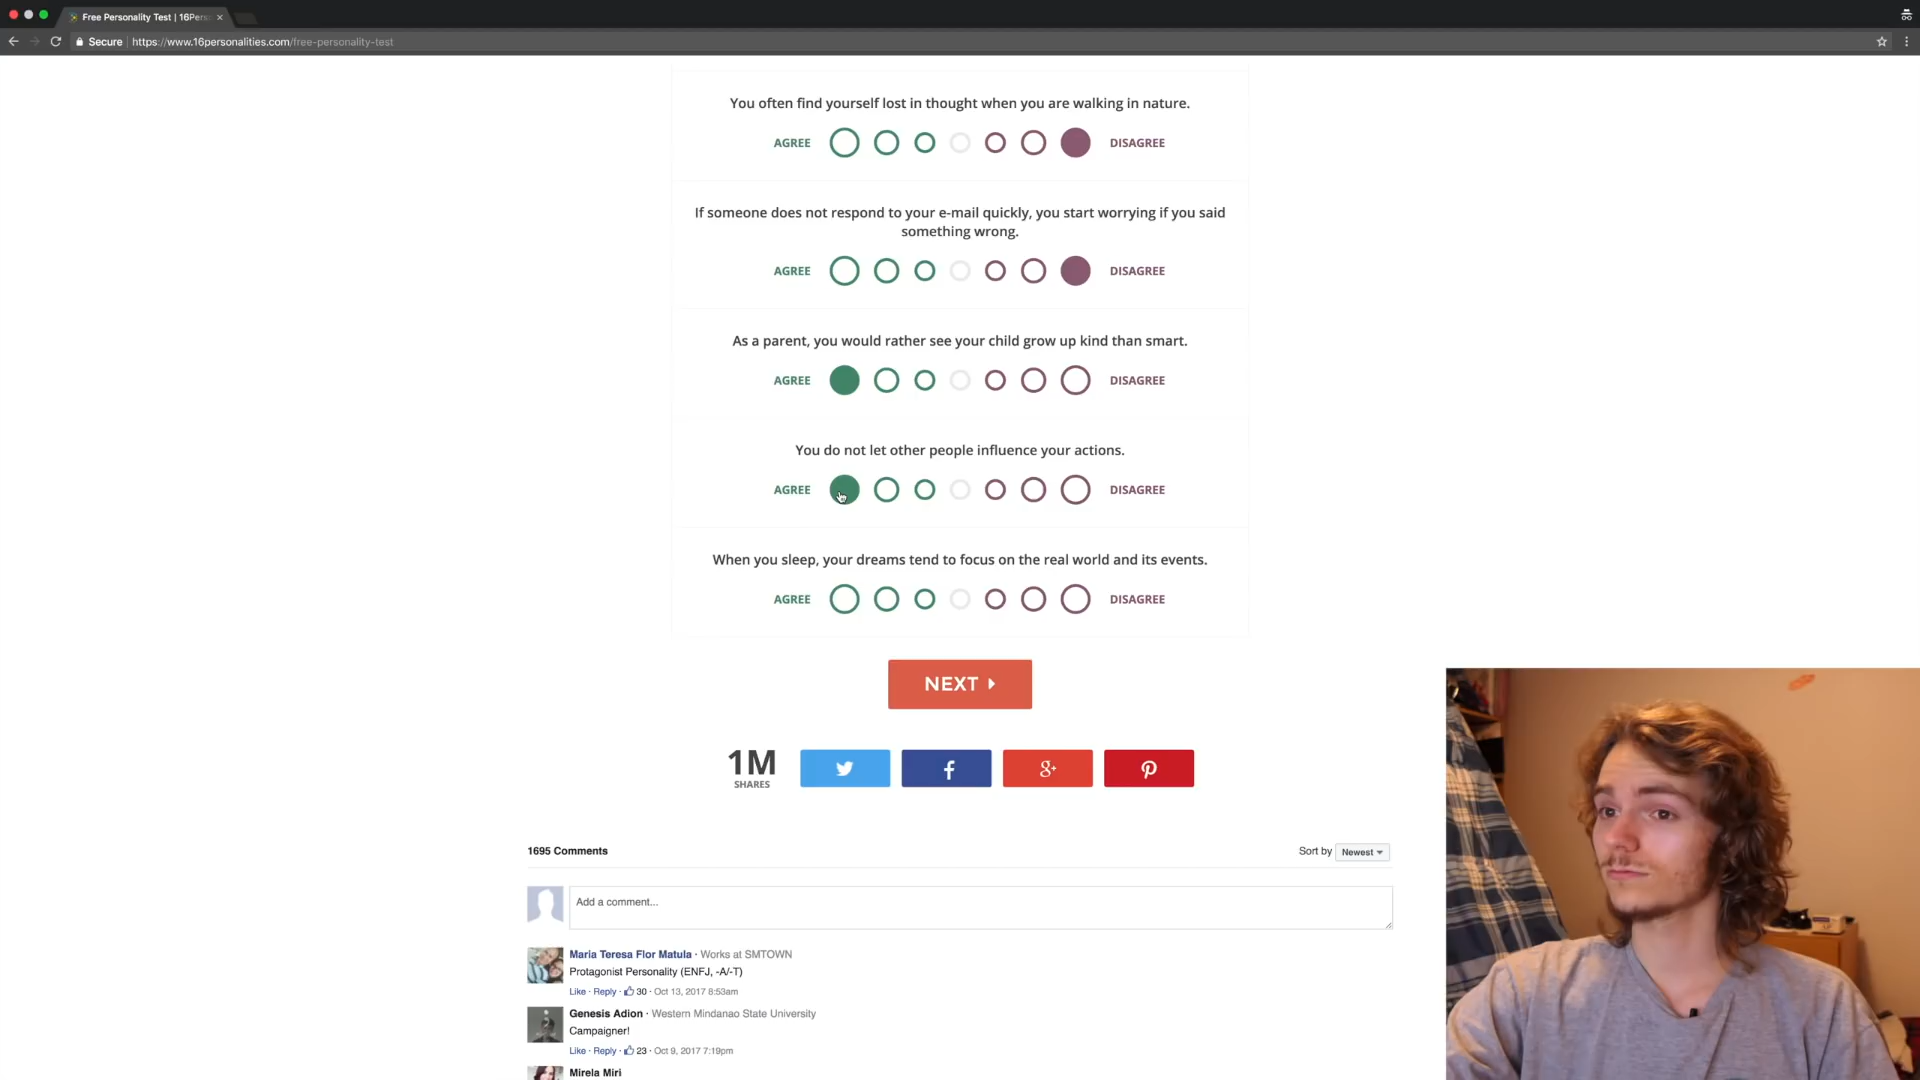 Free Personality Test | 16Pers
Secure | https://www.16personalities.com/free-personality-test
You often find yourself lost in thought when you are walking in nature.
AGREE DISAGREE
If someone does not respond to your e-mail quickly, you start worrying if you said
something wrong.
AGREE DISAGREE
As a parent, you would rather see your child grow up kind than smart.
AGREE DISAGREE
You do not let other people influence your actions.
AGREE DISAGREE
When you sleep, your dreams tend to focus on the real world and its events.
AGREE DISAGREE
NEXT
1M
SHARES
1695 Comments
Sort by Newest
Add a comment...
Maria Teresa Flor Matula · Works at SMTOWN
Protagonist Personality (ENFJ, -A/-T)
Like · Reply · 30 · Oct 13, 2017 8:53am
Genesis Adion · Western Mindanao State University
Campaigner!
Like · Reply · 23 · Oct 9, 2017 7:19pm
Mirela Miri